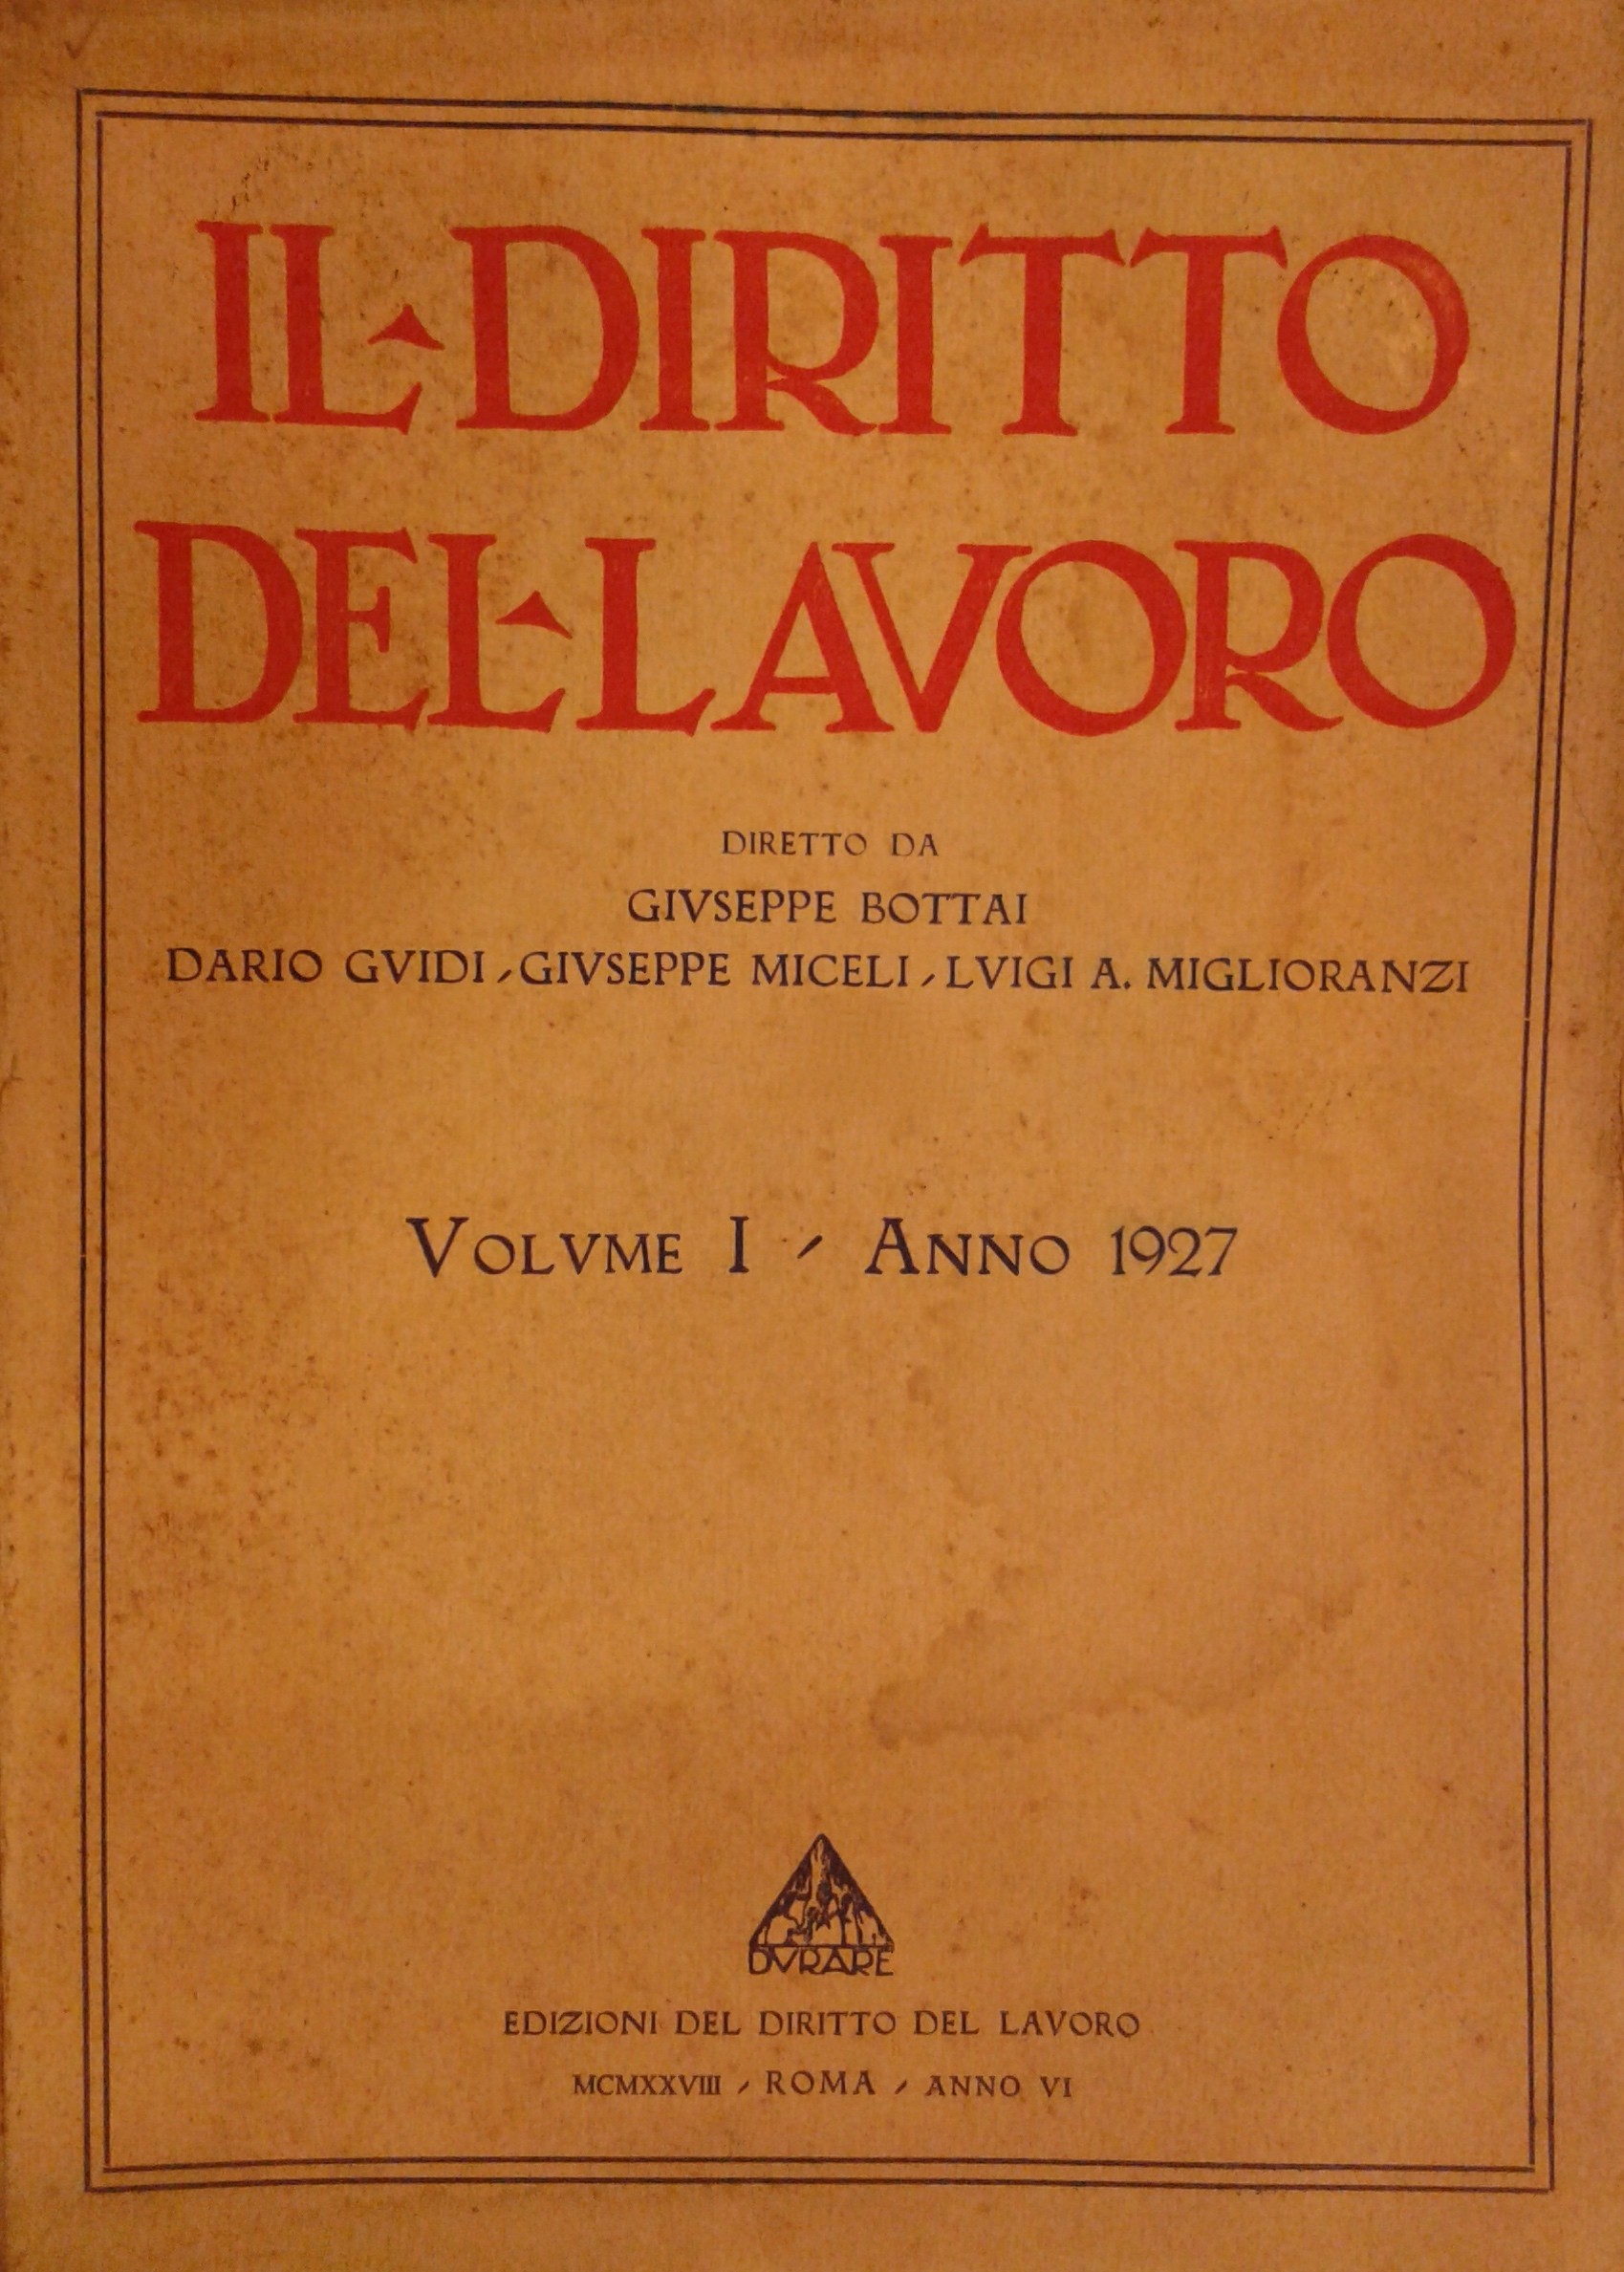 IL·DIRITTO
DEL·LAVORO
DIRETTO DA
GIVSEPPE BOTTAI
DARIO GVIDI / GIVSEPPE MICELI / LVIGI A. MIGLIORANZI
VOLVME I / ANNO 1927
DVRARE
EDIZIONI DEL DIRITTO DEL LAVORO
MCMXXVIII / ROMA / ANNO VI